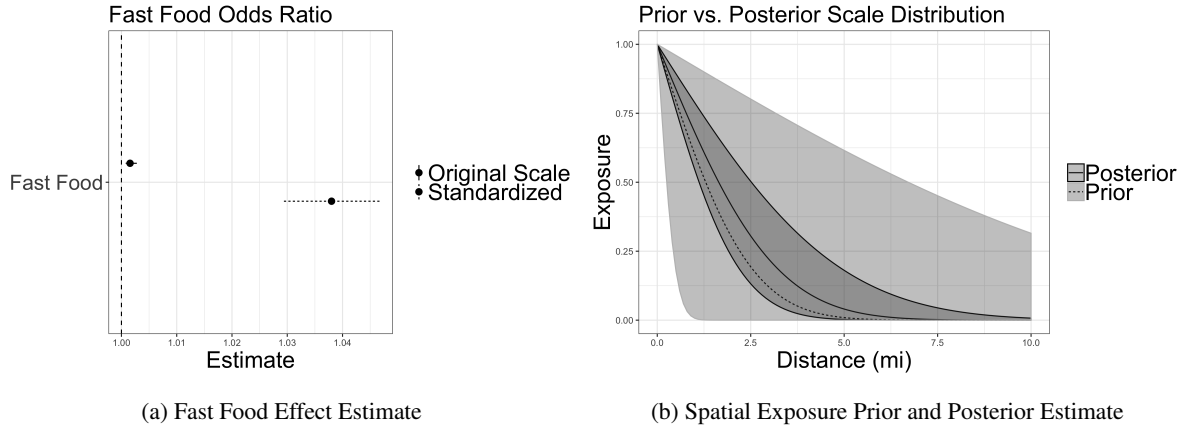 Fast Food Odds Ratio
Fast Food
1.00 1.01 1.02 1.03 1.04
Estimate
Original Scale
Standardized
(a) Fast Food Effect Estimate
Prior vs. Posterior Scale Distribution
Exposure
1.00
0.75
0.50
0.25
0.00
0.0 2.5 5.0 7.5 10.0
Distance (mi)
Posterior
Prior
(b) Spatial Exposure Prior and Posterior Estimate